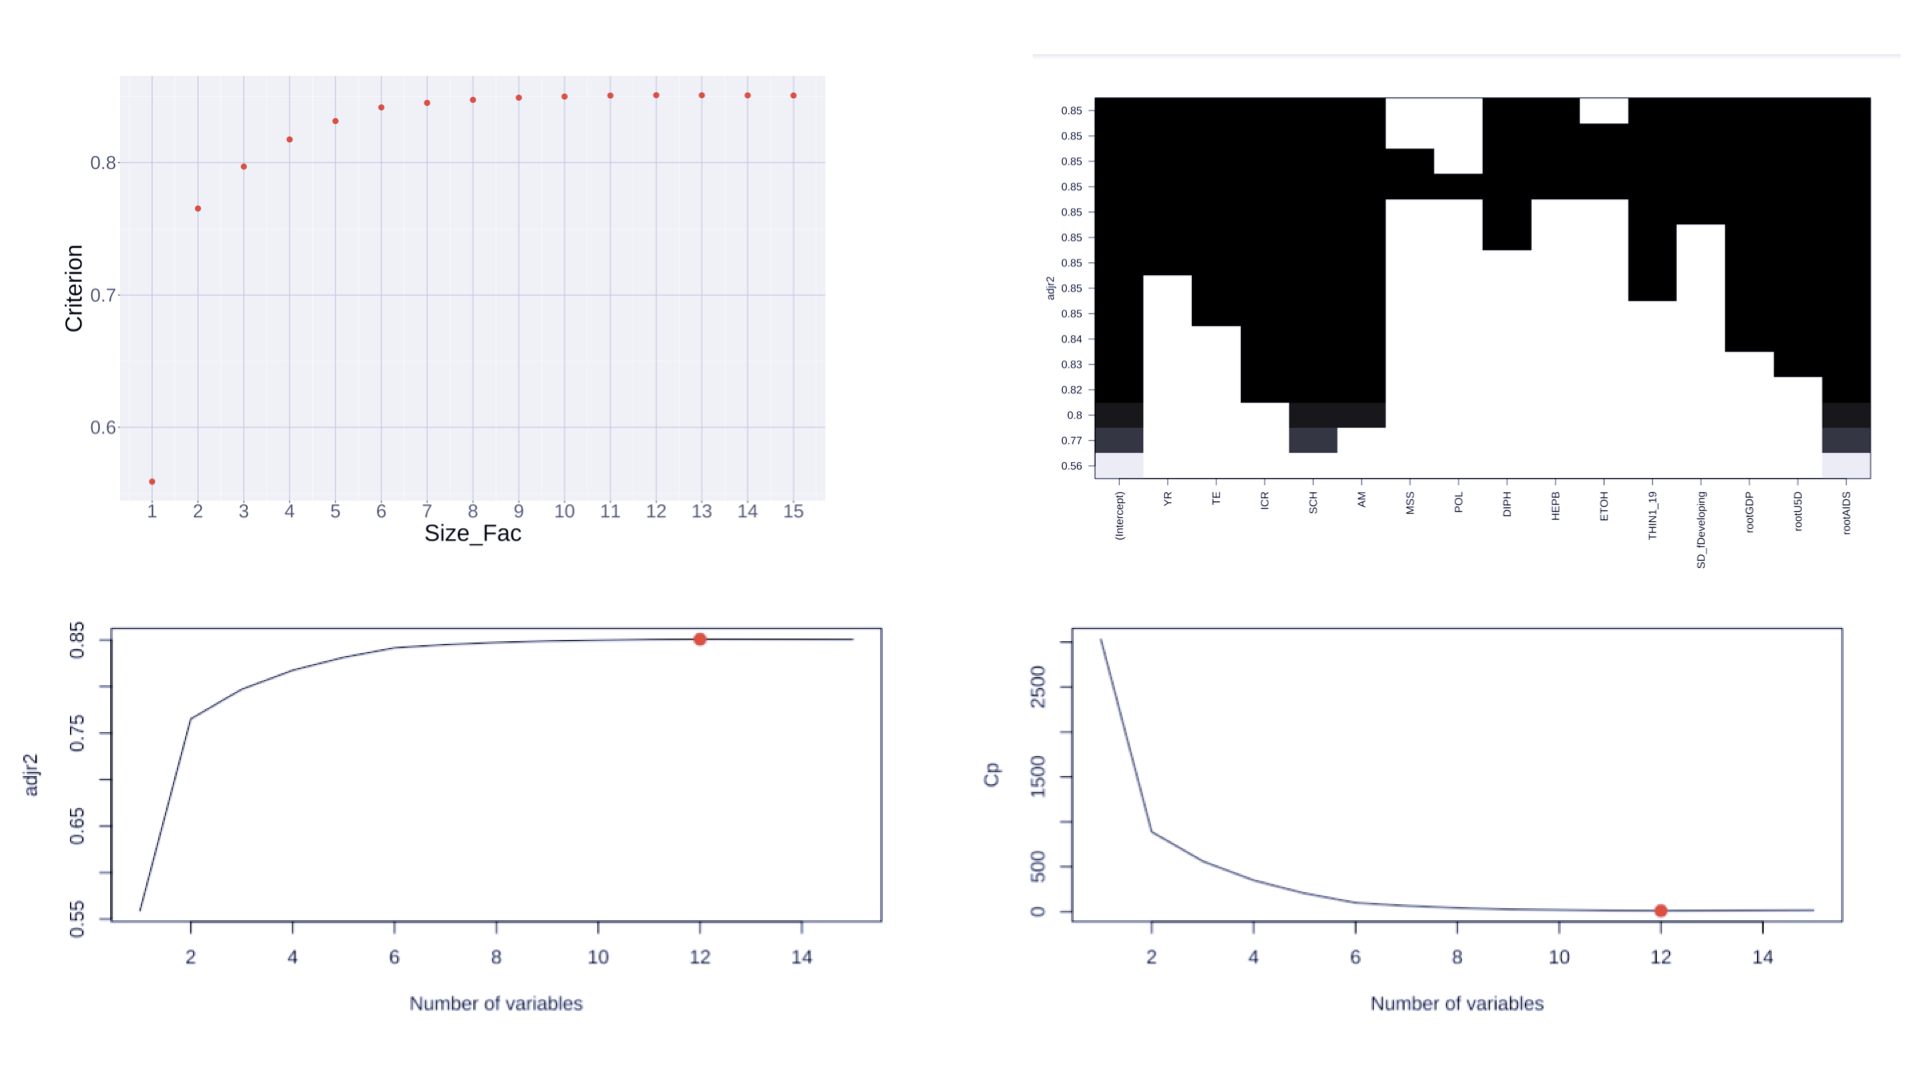 0.8
0.7
0.6
Criterion
1 2 3 4 5 6 7 8 9 10 11 12 13 14 15
Size_Fac
0.85
0.85
0.85
0.85
0.85
0.85
0.85
0.85
0.85
0.84
0.83
0.82
0.8
0.77
0.56
adjr2
(Intercept)
YR
TE
ICR
SCH
AM
MSS
POL
DIPH
HEPB
ETOH
THIN1_19
SD_fDeveloping
rootGDP
rootU5D
rootAIDS
0.85
0.75
0.65
0.55
adjr2
2 4 6 8 10 12 14
Number of variables
2500
1500
500
0
Cp
2 4 6 8 10 12 14
Number of variables